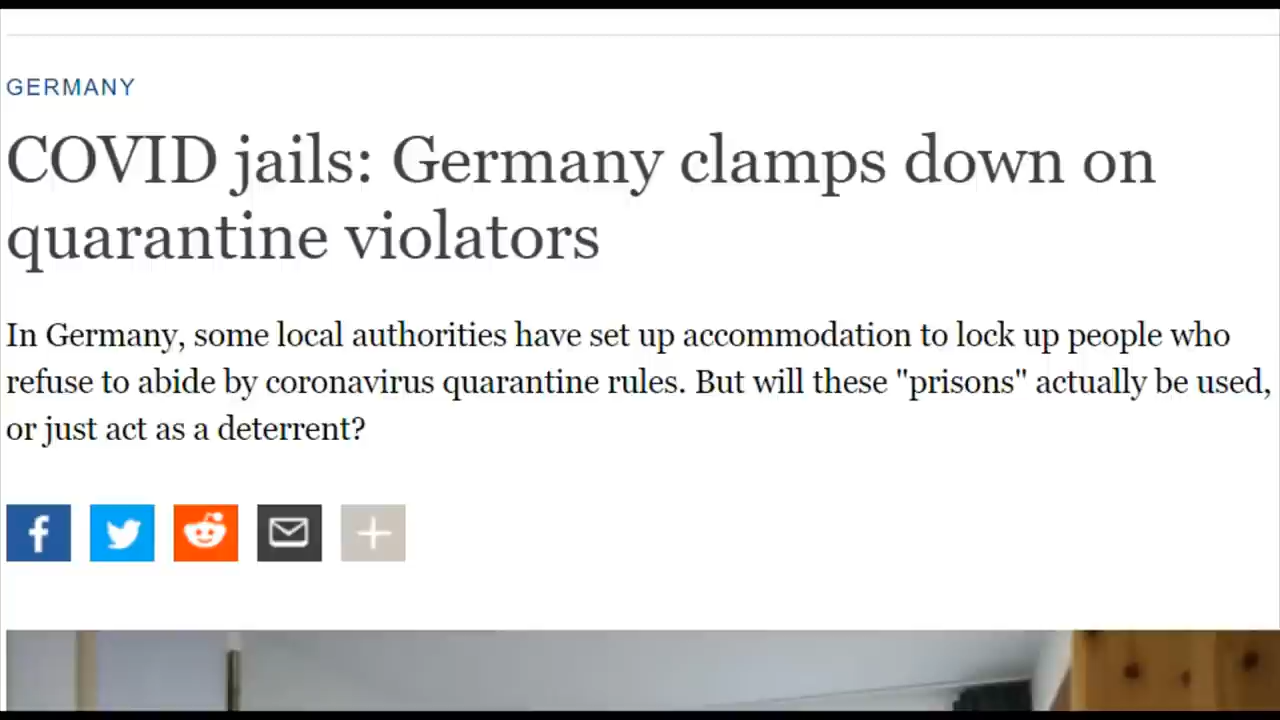 GERMANY
COVID jails: Germany clamps down on
quarantine violators
In Germany, some local authorities have set up accommodation to lock up people who
refuse to abide by coronavirus quarantine rules. But will these "prisons" actually be used,
or just act as a deterrent?